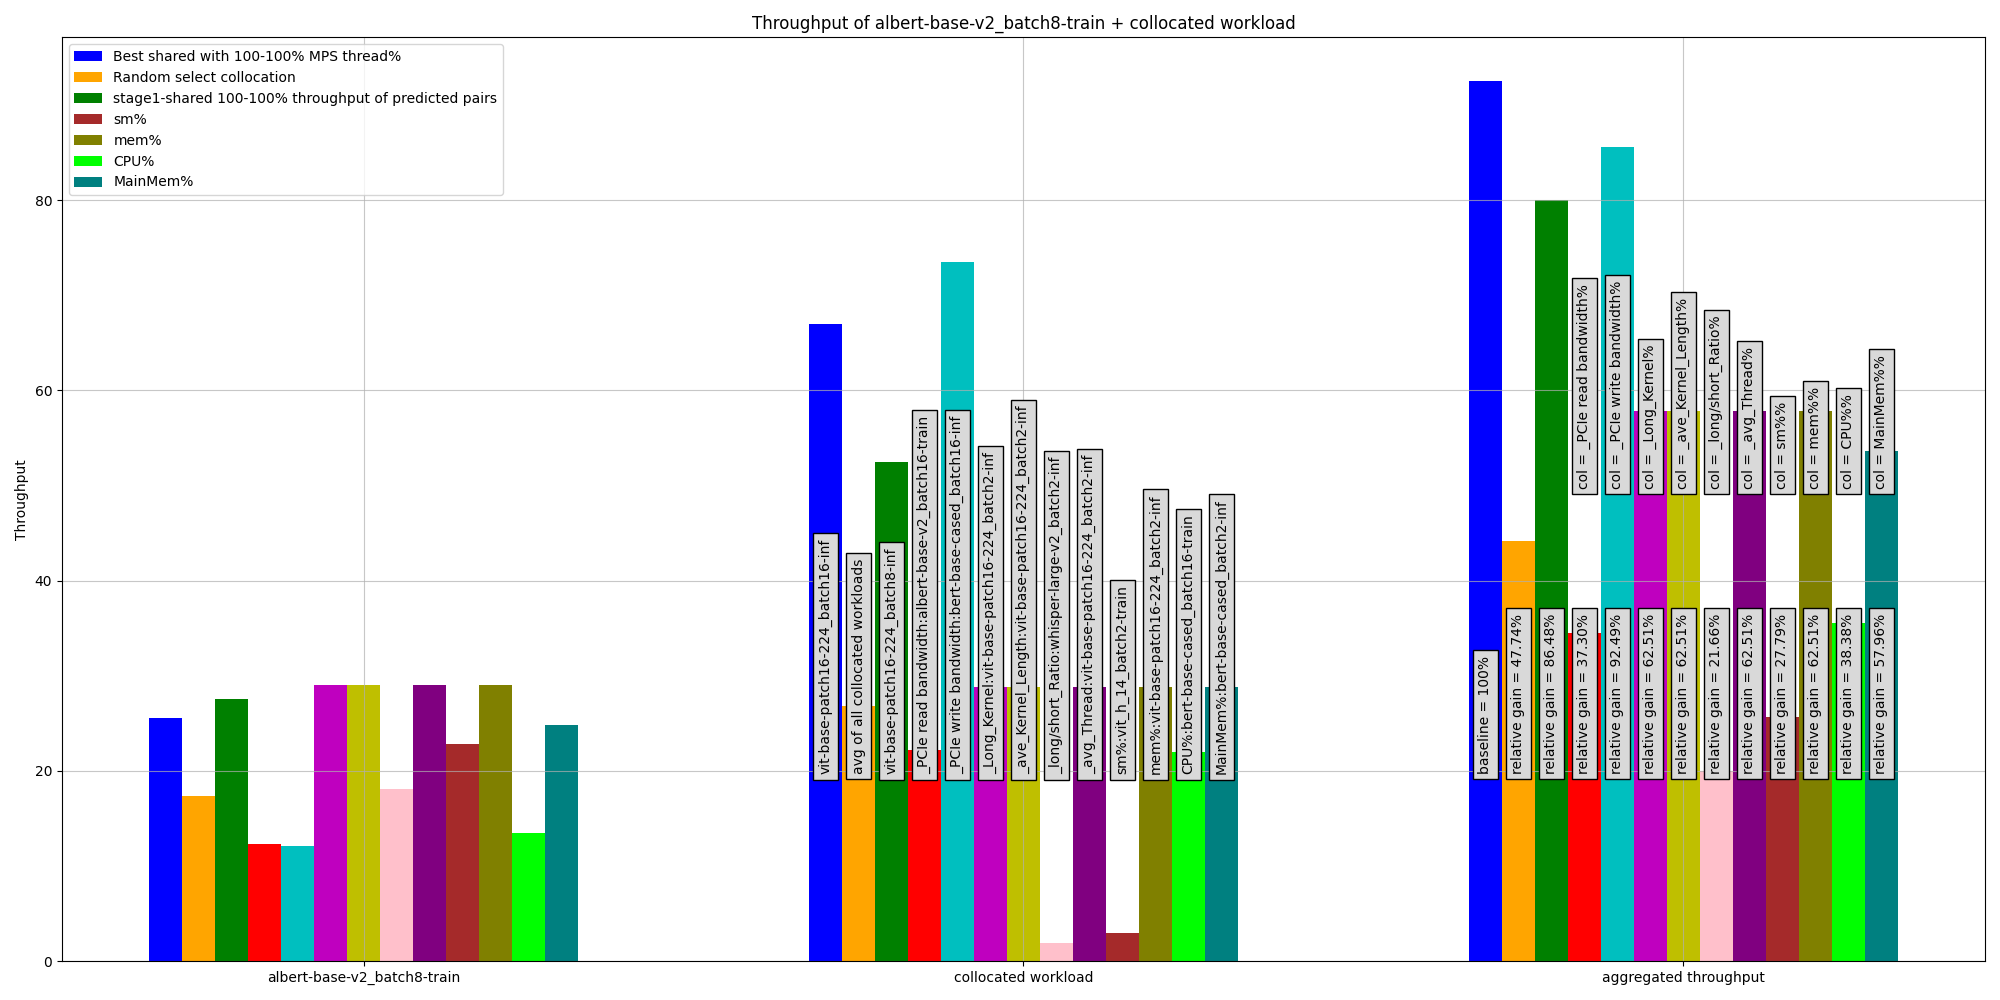 Throughput of albert-base-v2_batch8-train + collocated workload
Best shared with 100-100% MPS thread%
Random select collocation
stage1-shared 100-100% throughput of predicted pairs
sm%
mem%
CPU%
MainMem%
Throughput
80
60
40
20
0
vit-base-patch16-224_batch16-inf
avg of all collocated workloads
vit-base-patch16-224_batch8-inf
_PCIe read bandwidth:albert-base-v2_batch16-train
_PCIe write bandwidth:bert-base-cased_batch16-inf
_Long_Kernel:vit-base-patch16-224_batch2-inf
_ave_Kernel_Length:vit-base-patch16-224_batch2-inf
_long/short_Ratio:whisper-large-v2_batch2-inf
_avg_Thread:vit-base-patch16-224_batch2-inf
sm%:vit_h_14_batch2-train
mem%:vit-base-patch16-224_batch2-inf
CPU%:bert-base-cased_batch16-train
MainMem%:bert-base-cased_batch2-inf
col = _PCIe read bandwidth%
col = _PCIe write bandwidth%
col = _Long_Kernel%
col = _ave_Kernel_Length%
col = _long/short_Ratio%
col = _avg_Thread%
col = sm%%
col = mem%%
col = CPU%%
col = MainMem%%
baseline = 100%
relative gain = 47.74%
relative gain = 86.48%
relative gain = 37.30%
relative gain = 92.49%
relative gain = 62.51%
relative gain = 62.51%
relative gain = 21.66%
relative gain = 62.51%
relative gain = 27.79%
relative gain = 62.51%
relative gain = 38.38%
relative gain = 57.96%
albert-base-v2_batch8-train
collocated workload
aggregated throughput